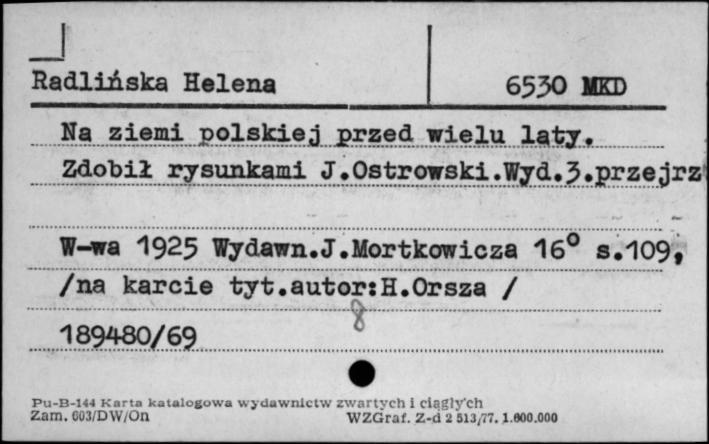 Radlińska Helena 6530 MKD
Na ziemi polskiej przed wielu laty.
Zdobił rysunkami J.Ostrowski.Wyd.3.przejrz
W-wa 1925 Wydawn.J.Mortkowicza 16° s.109,
/na karcie tyt.autor:H.Orsza /
8
189480/69
Pu-B-144 Karta katalogowa wydawnictw zwartych i ciągłych
Zam. 603/DW/On WZGraf. Z-d 2 513/77. 1.600.000